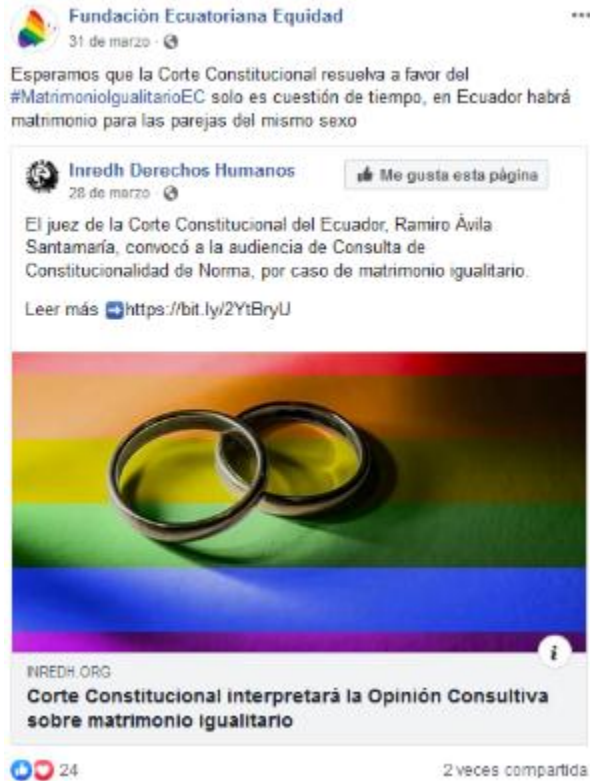 Fundación Ecuatoriana Equidad
31 de marzo ·
Esperamos que la Corte Constitucional resuelva a favor del
#MatrimonioIgualitarioEC solo es cuestión de tiempo, en Ecuador habrá
matrimonio para las parejas del mismo sexo
Inredh Derechos Humanos
Me gusta esta página
28 de marzo ·
El juez de la Corte Constitucional del Ecuador, Ramiro Ávila
Santamaría, convocó a la audiencia de Consulta de
Constitucionalidad de Norma, por caso de matrimonio igualitario.
Leer más ➡https://bit.ly/2YtBryU
INREDH.ORG
Corte Constitucional interpretará la Opinión Consultiva
sobre matrimonio igualitario
24
2 veces compartida